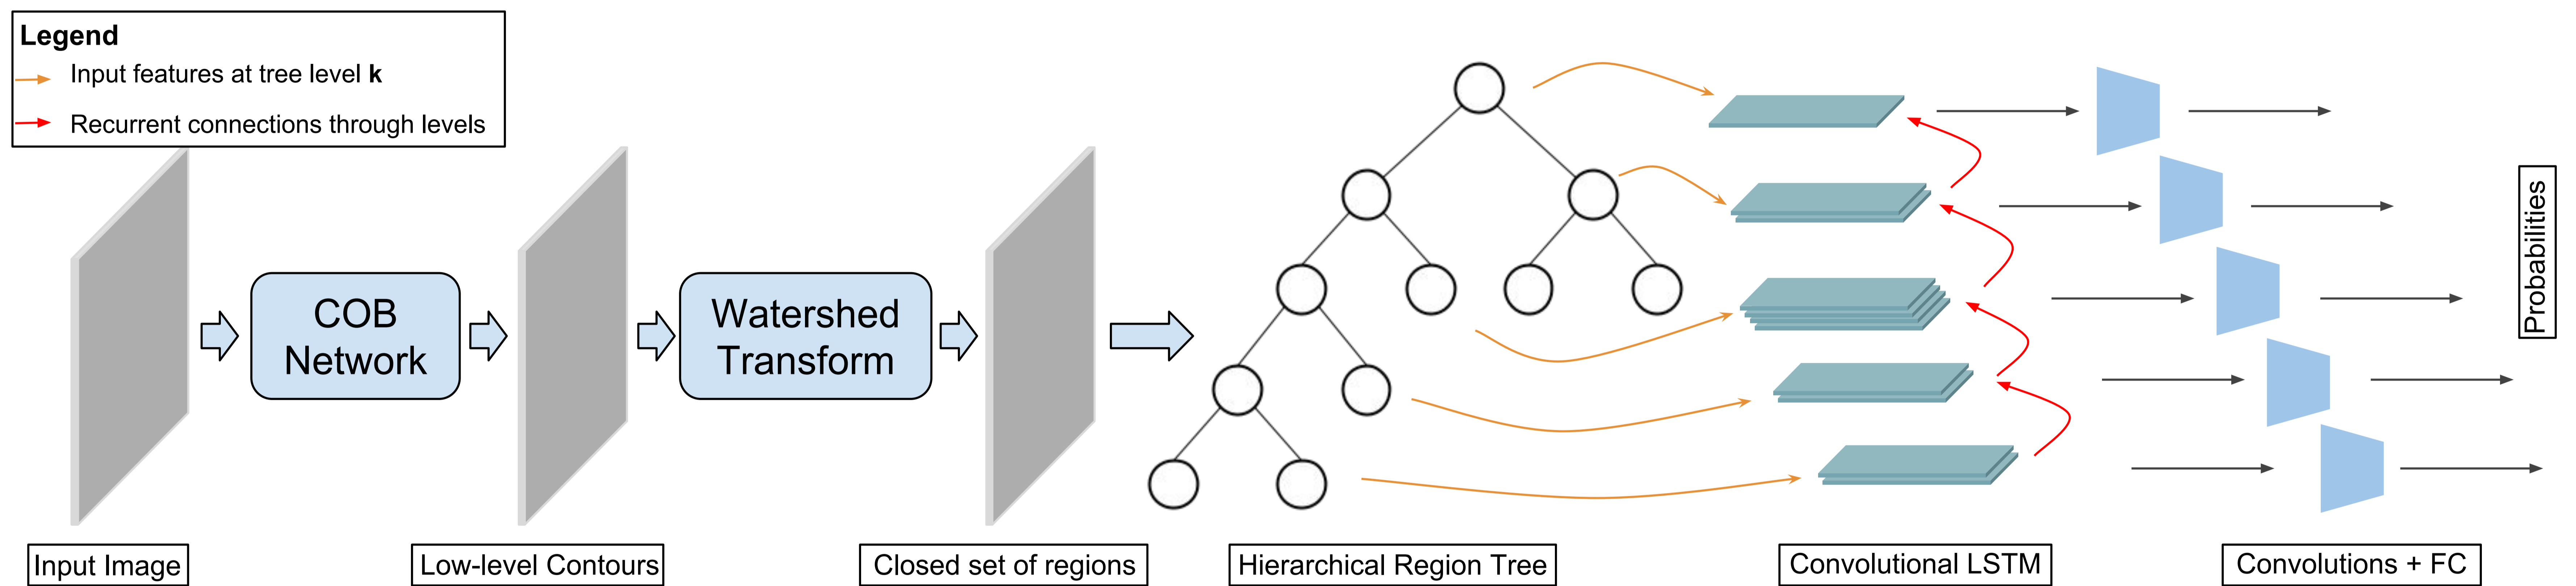 Legend
Input features at tree level k
Recurrent connections through levels
COB
Network
Watershed
Transform
Probabilities
Input Image
Low-level Contours
Closed set of regions
Hierarchical Region Tree
Convolutional LSTM
Convolutions + FC